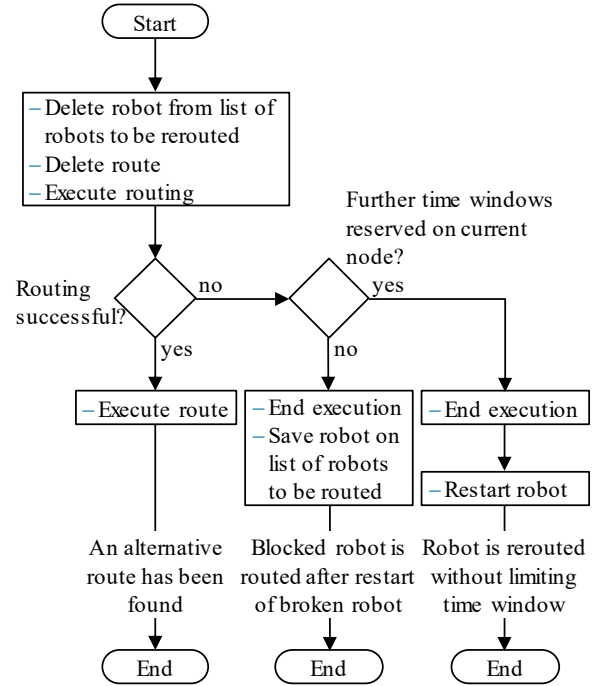 Start
– Delete robot from list of
robots to be rerouted
– Delete route
– Execute routing
Further time windows
reserved on current
node?
Routing
successful?
no
yes
yes
no
– Execute route
– End execution
– Save robot on
list of robots
to be routed
– End execution
– Restart robot
An alternative
route has been
found
Blocked robot is
routed after restart
of broken robot
Robot is rerouted
without limiting
time window
End
End
End